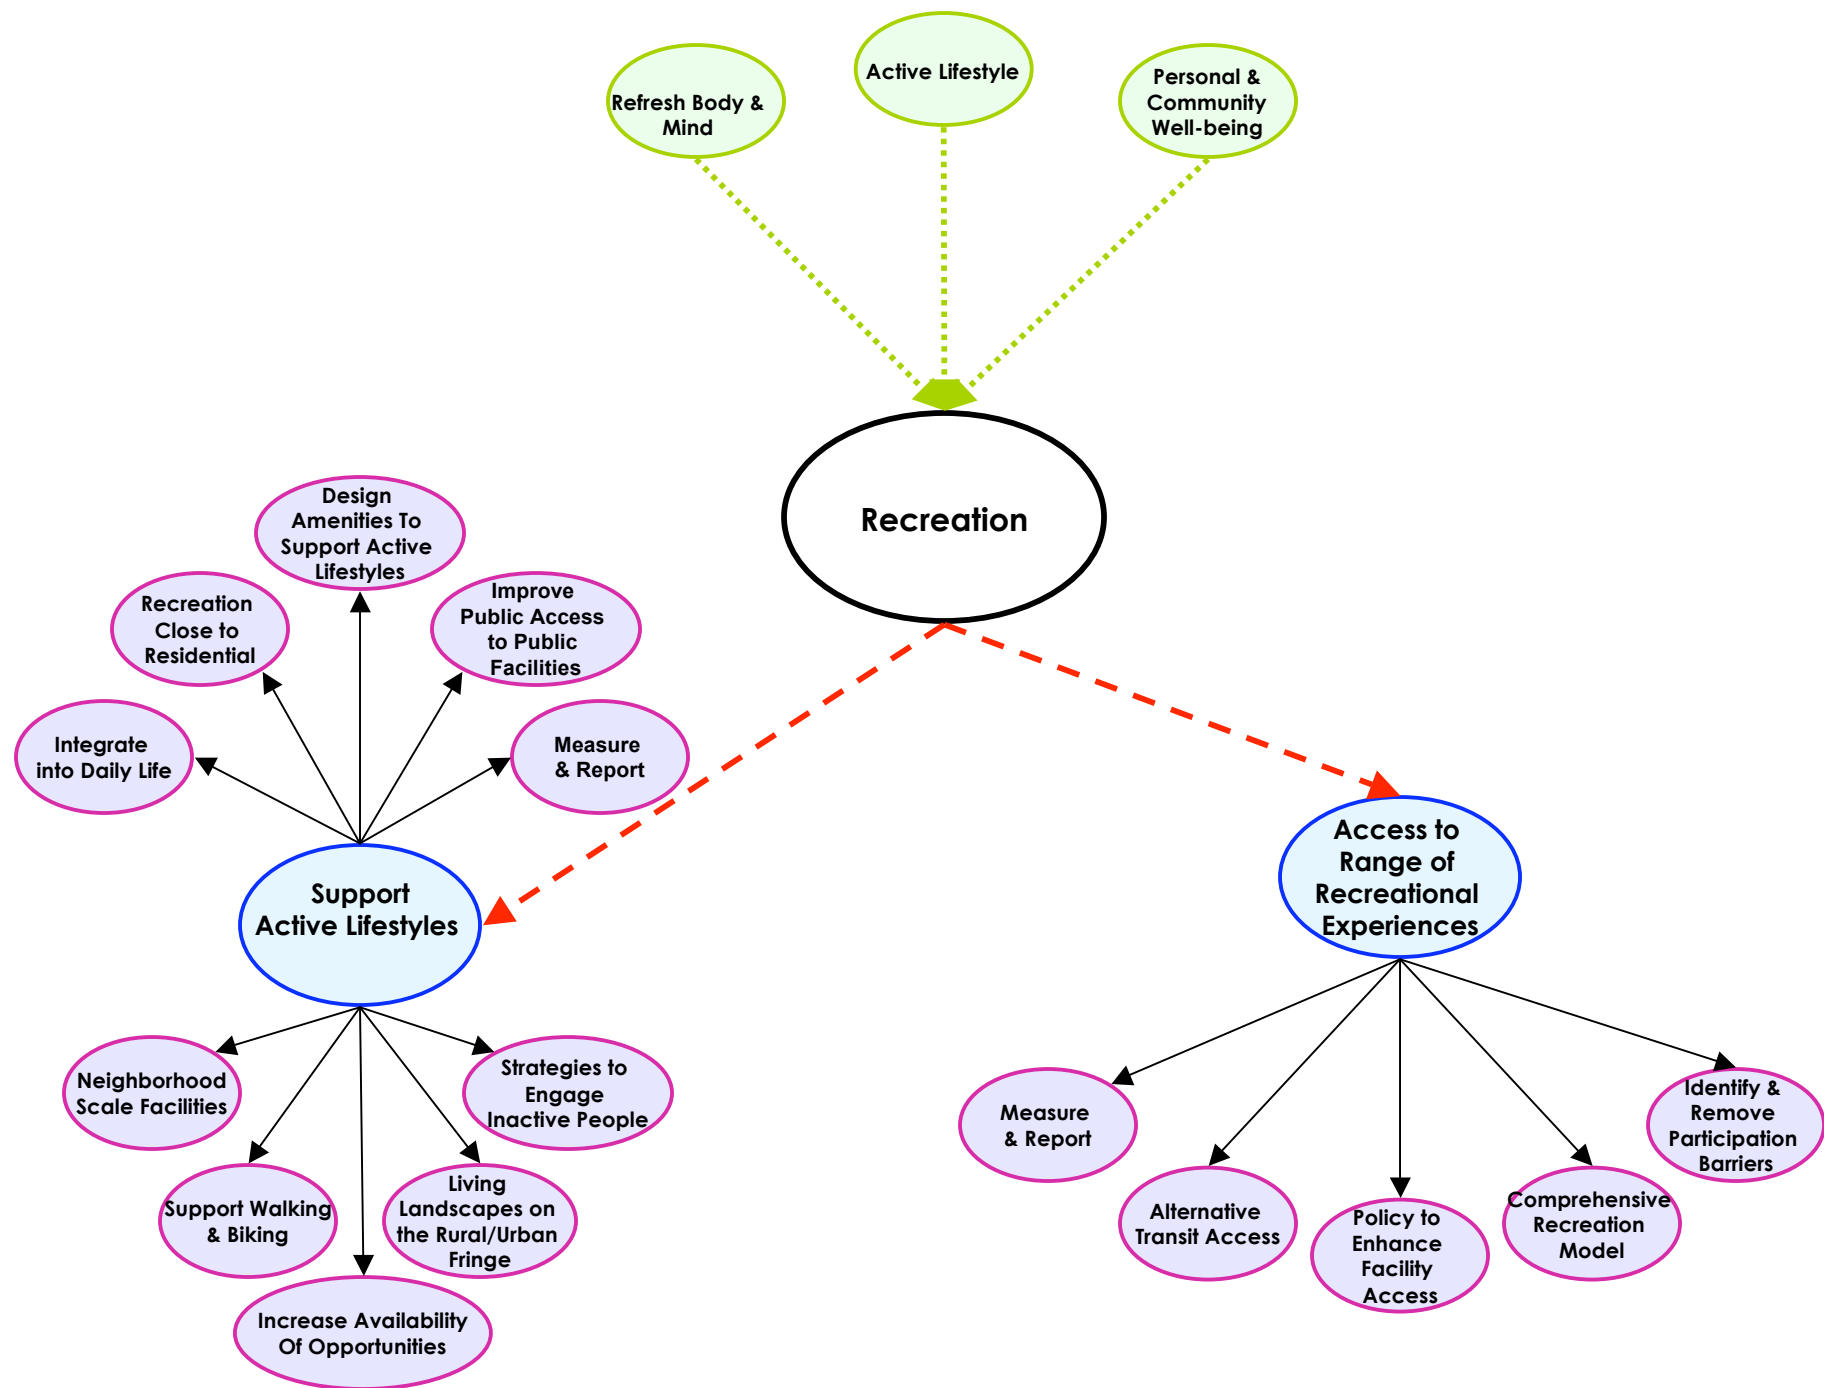 Refresh Body &
Mind
Active Lifestyle
Personal &
Community
Well-being
Recreation
Design
Amenities To
Support Active
Lifestyles
Recreation
Close to
Residential
Improve
Public Access
to Public
Facilities
Integrate
into Daily Life
Measure
& Report
Support
Active Lifestyles
Access to
Range of
Recreational
Experiences
Neighborhood
Scale Facilities
Strategies to
Engage
Inactive People
Support Walking
& Biking
Living
Landscapes on
the Rural/Urban
Fringe
Increase Availability
Of Opportunities
Measure
& Report
Alternative
Transit Access
Policy to
Enhance
Facility
Access
Comprehensive
Recreation
Model
Identify &
Remove
Participation
Barriers